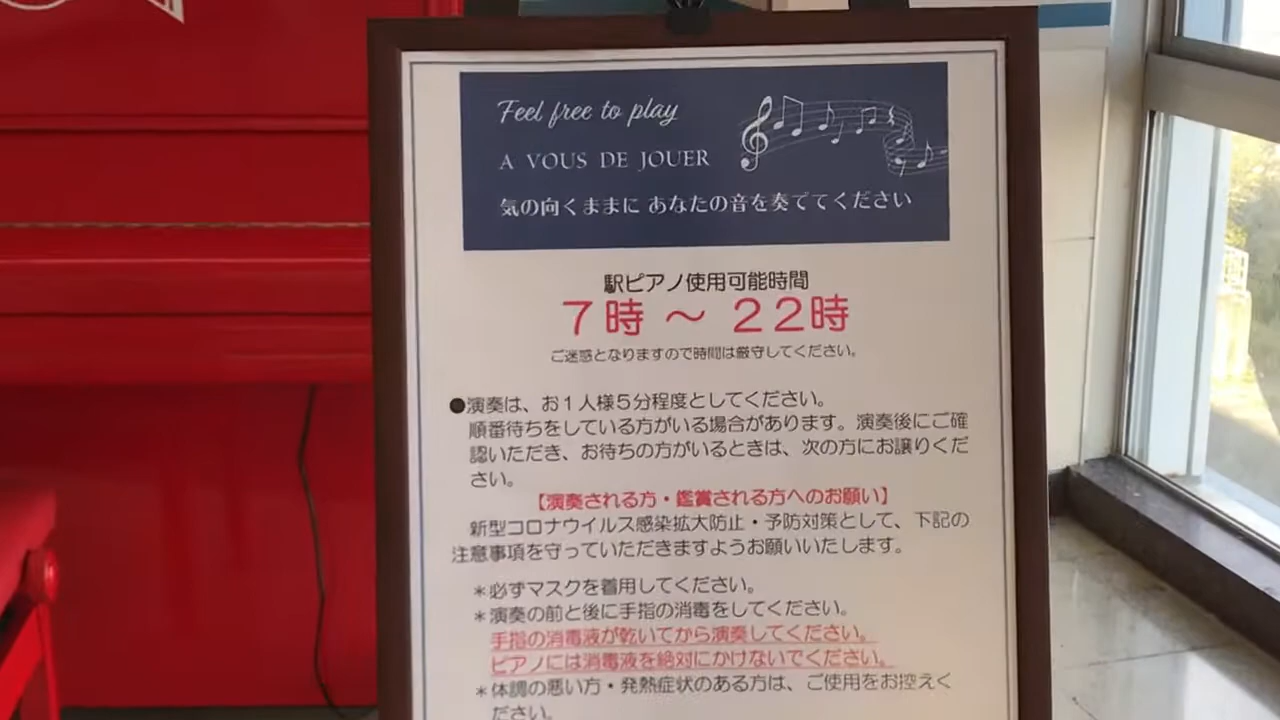 Feel free to play
A VOUS DE JOUER
気の向くままに あなたの音を奏でてください
駅ピアノ使用可能時間
７時 ～ ２２時
ご迷惑となりますので時間は厳守してください。
●演奏は、お１人様５分程度としてください。
順番待ちをしている方がいる場合があります。演奏後にご確
認いただき、お待ちの方がいるときは、次の方にお譲りくだ
さい。
【演奏される方・鑑賞される方へのお願い】
新型コロナウイルス感染拡大防止・予防対策として、下記の
注意事項を守っていただきますようお願いいたします。
＊必ずマスクを着用してください。
＊演奏の前と後に手指の消毒をしてください。
手指の消毒液が乾いてから演奏してください。
ピアノには消毒液を絶対にかけないでください。
＊体調の悪い方・発熱症状のある方は、ご使用をお控えく
ださい。